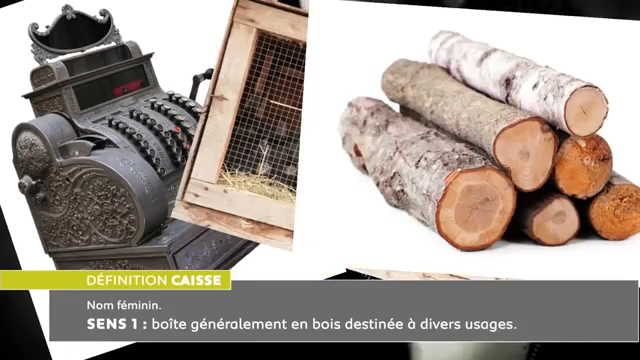 DÉFINITION CAISSE
Nom féminin.
SENS 1 : boîte généralement en bois destinée à divers usages.